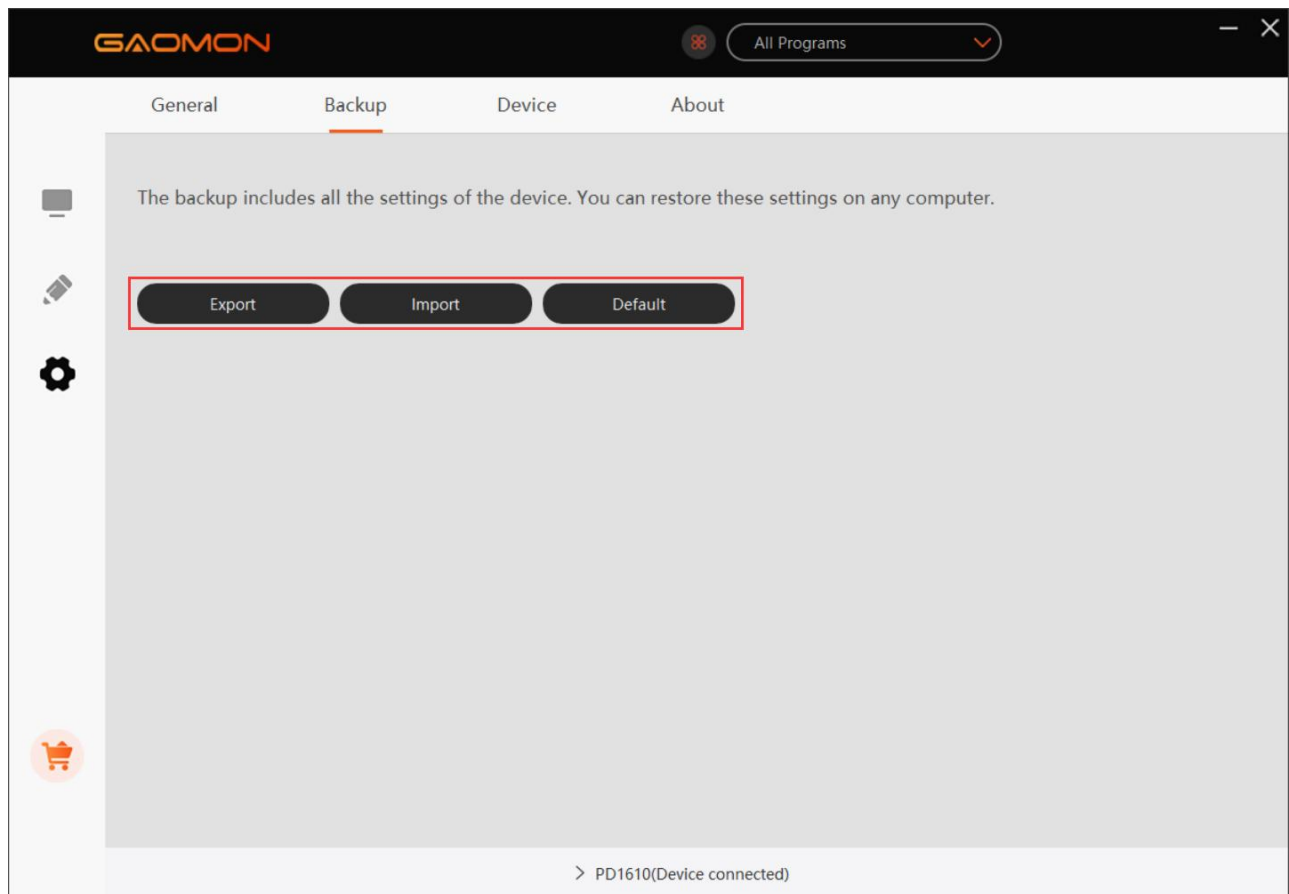 GAOMON
All Programs
General Backup Device About
The backup includes all the settings of the device. You can restore these settings on any computer.
Export Import Default
PD1610(Device connected)